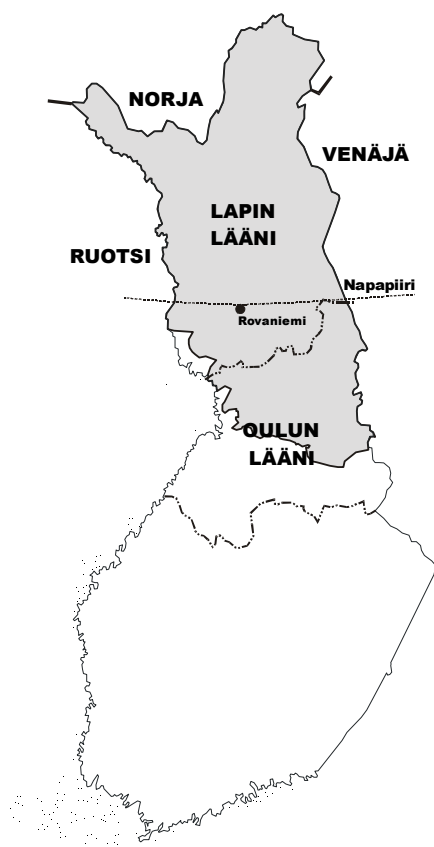 NORJA
VENÄJÄ
LAPIN
LÄÄNI
RUOTSI
Napapiiri
Rovaniemi
OULUN
LÄÄNI